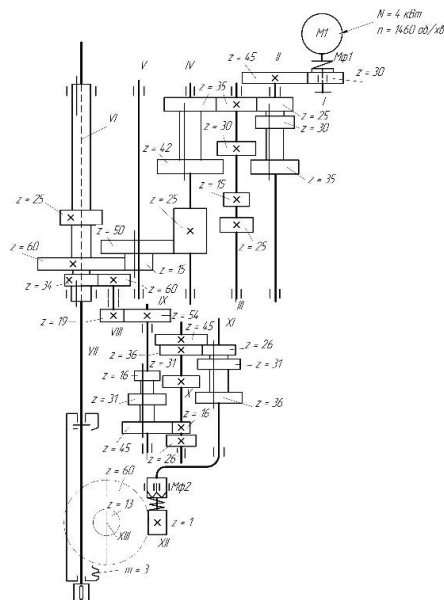 N = 4 кВт
n = 1460 об/хв
М1
Мф1
z = 45
z = 30
V
IV
II
I
z = 35
z = 25
z = 30
z = 30
VI
z = 42
z = 35
z = 25
z = 25
z = 15
z = 50
z = 60
z = 25
z = 15
z = 34
z = 60
IX
III
z = 54
XI
z = 19
VIII
z = 45
z = 26
z = 36
z = 31
z = 31
VII
z = 16
X
z = 31
z = 36
z = 16
z = 45
z = 26
z = 60
Мф2
z = 13
z = 1
XIII
XII
m = 3